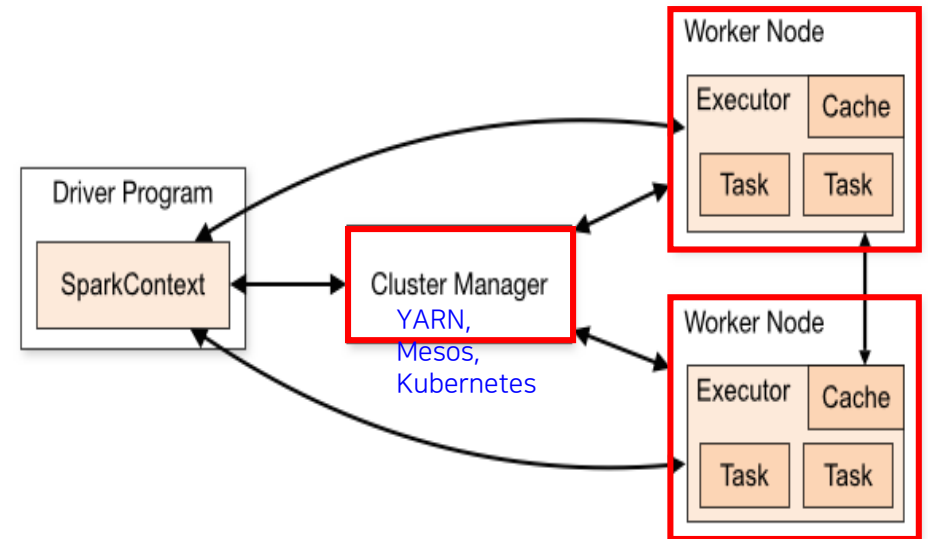 Driver Program
SparkContext
Cluster Manager
YARN,
Mesos,
Kubernetes
Worker Node
Executor
Cache
Task
Task
Worker Node
Executor
Cache
Task
Task